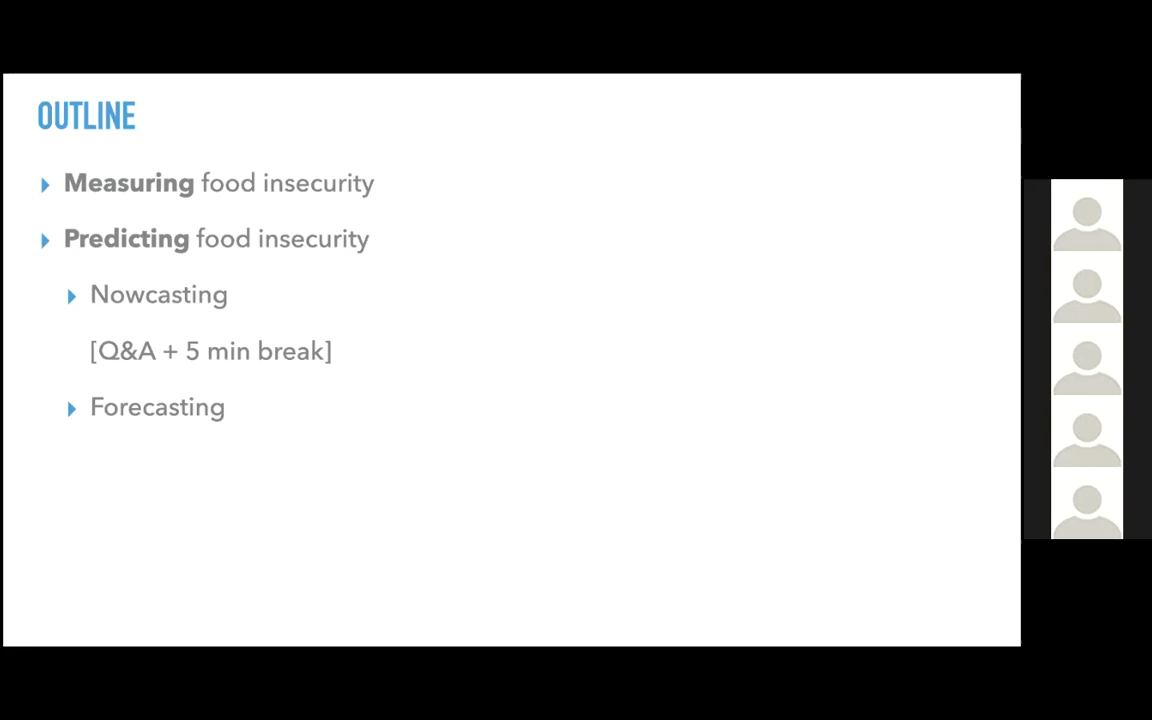 OUTLINE
Measuring food insecurity
Predicting food insecurity
Nowcasting
[Q&A + 5 min break]
Forecasting